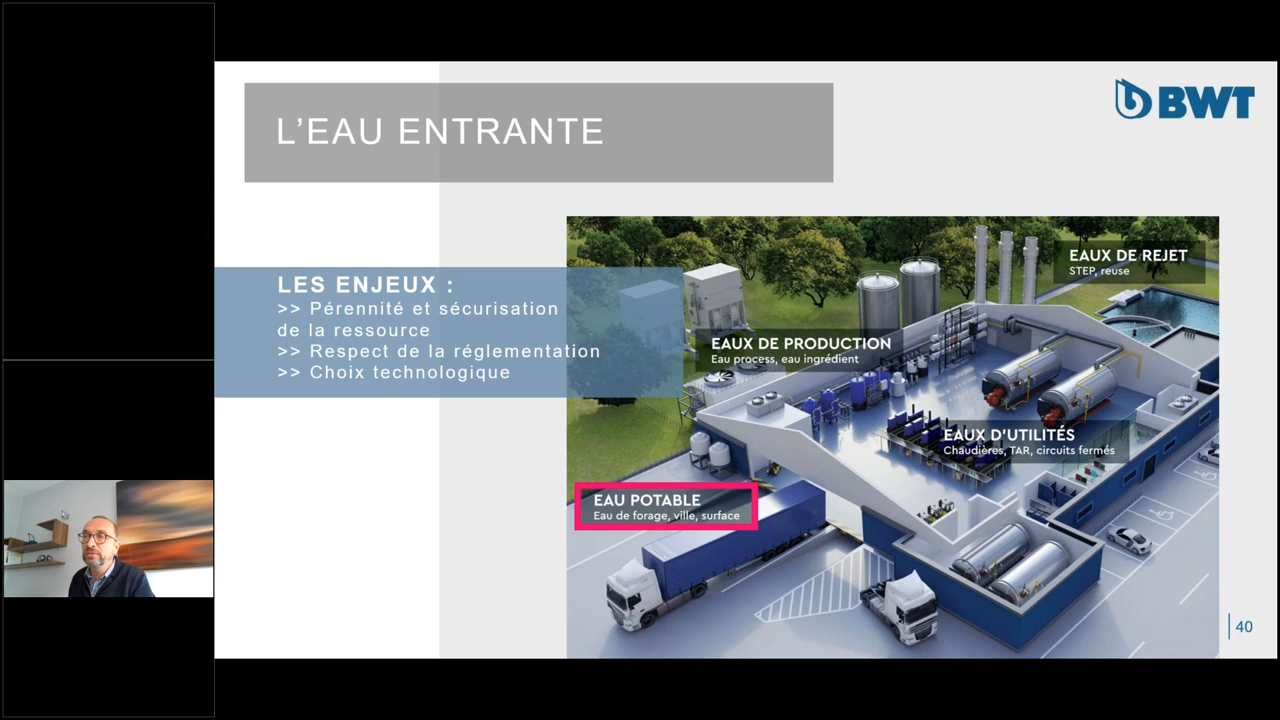 L'EAU ENTRANTE
BWT
LES ENJEUX :
>> Pérennité et sécurisation
de la ressource
>> Respect de la réglementation
>> Choix technologique
EAUX DE REJET
STEP, reuse
EAUX DE PRODUCTION
Eau process, eau ingrédient
EAUX D'UTILITÉS
Chaudières, TAR, circuits fermés
EAU POTABLE
Eau de forage, ville, surface
40